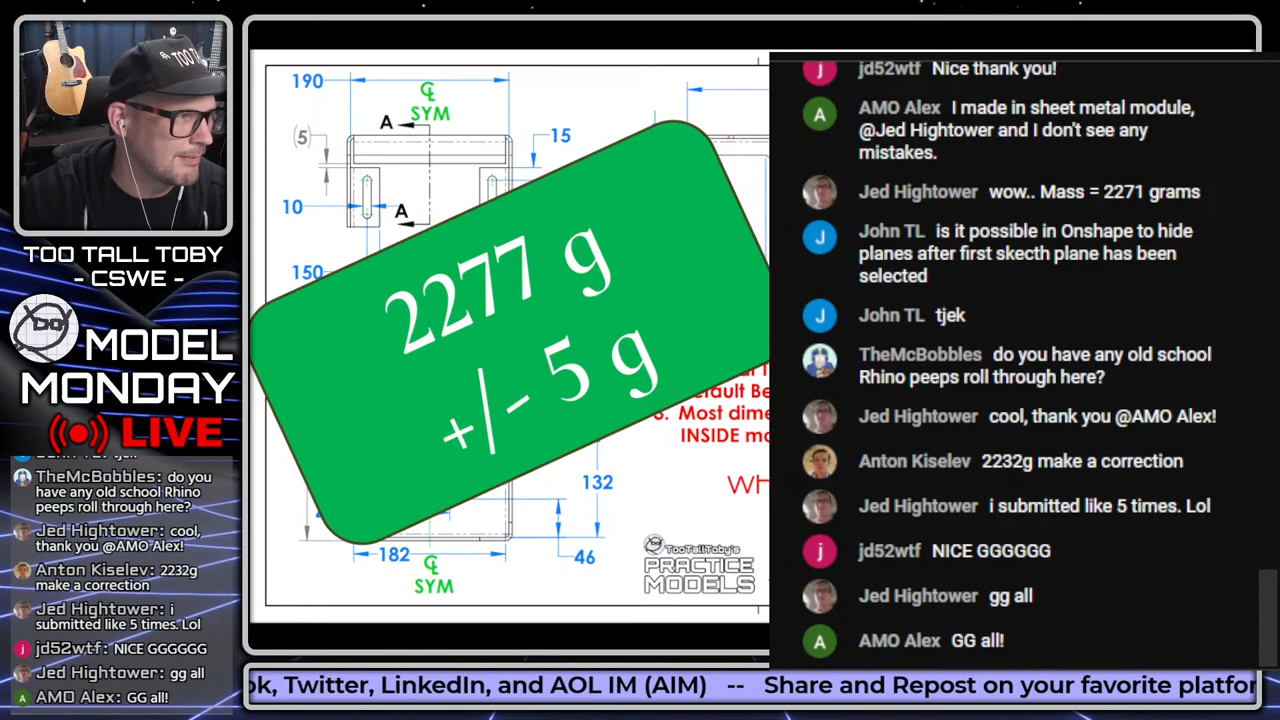 TOO TALL TOBY
- CSWE -
MODEL
MONDAY
LIVE
TheMcBobbles: do you
have any old school Rhino
peeps roll through here?
Jed Hightower: cool,
thank you @AMO Alex!
Anton Kiselev: 2232g
make a correction
Jed Hightower: i
submitted like 5 times. Lol
jd52wtf: NICE GGGGGG
Jed Hightower: gg all
AMO Alex: GG all!
190
SYM
A
(5)
15
10
A
150
2277 g
+/- 5 g
Most dime
INSIDE
132
182
46
SYM
TooTallToby's
PRACTICE
MODELS
jd52wtf Nice thank you!
AMO Alex I made in sheet metal module,
@Jed Hightower and I don't see any
mistakes.
Jed Hightower wow.. Mass = 2271 grams
John TL is it possible in Onshape to hide
planes after first skecth plane has been
selected
John TL tjek
TheMcBobbles do you have any old school
Rhino peeps roll through here?
Jed Hightower cool, thank you @AMO Alex!
Anton Kiselev 2232g make a correction
Jed Hightower i submitted like 5 times. Lol
jd52wtf NICE GGGGGG
Jed Hightower gg all
AMO Alex GG all!
ok, Twitter, LinkedIn, and AOL IM (AIM) -- Share and Repost on your favorite platfor